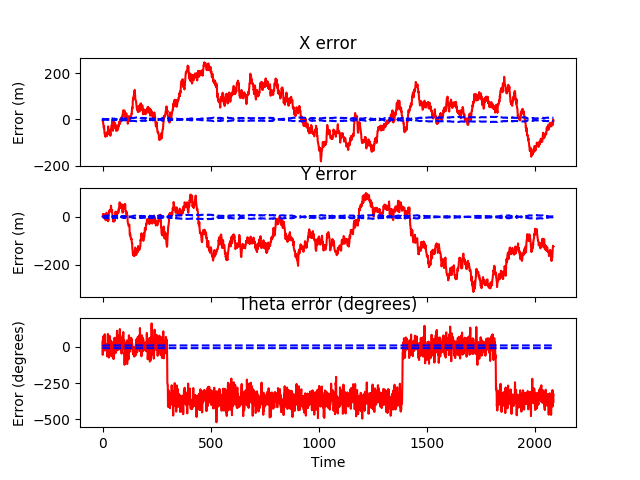 X error
200
0
−200
Error (m)
Y error
0
−200
Error (m)
Theta error (degrees)
0
−250
−500
Error (degrees)
0 500 1000 1500 2000
Time